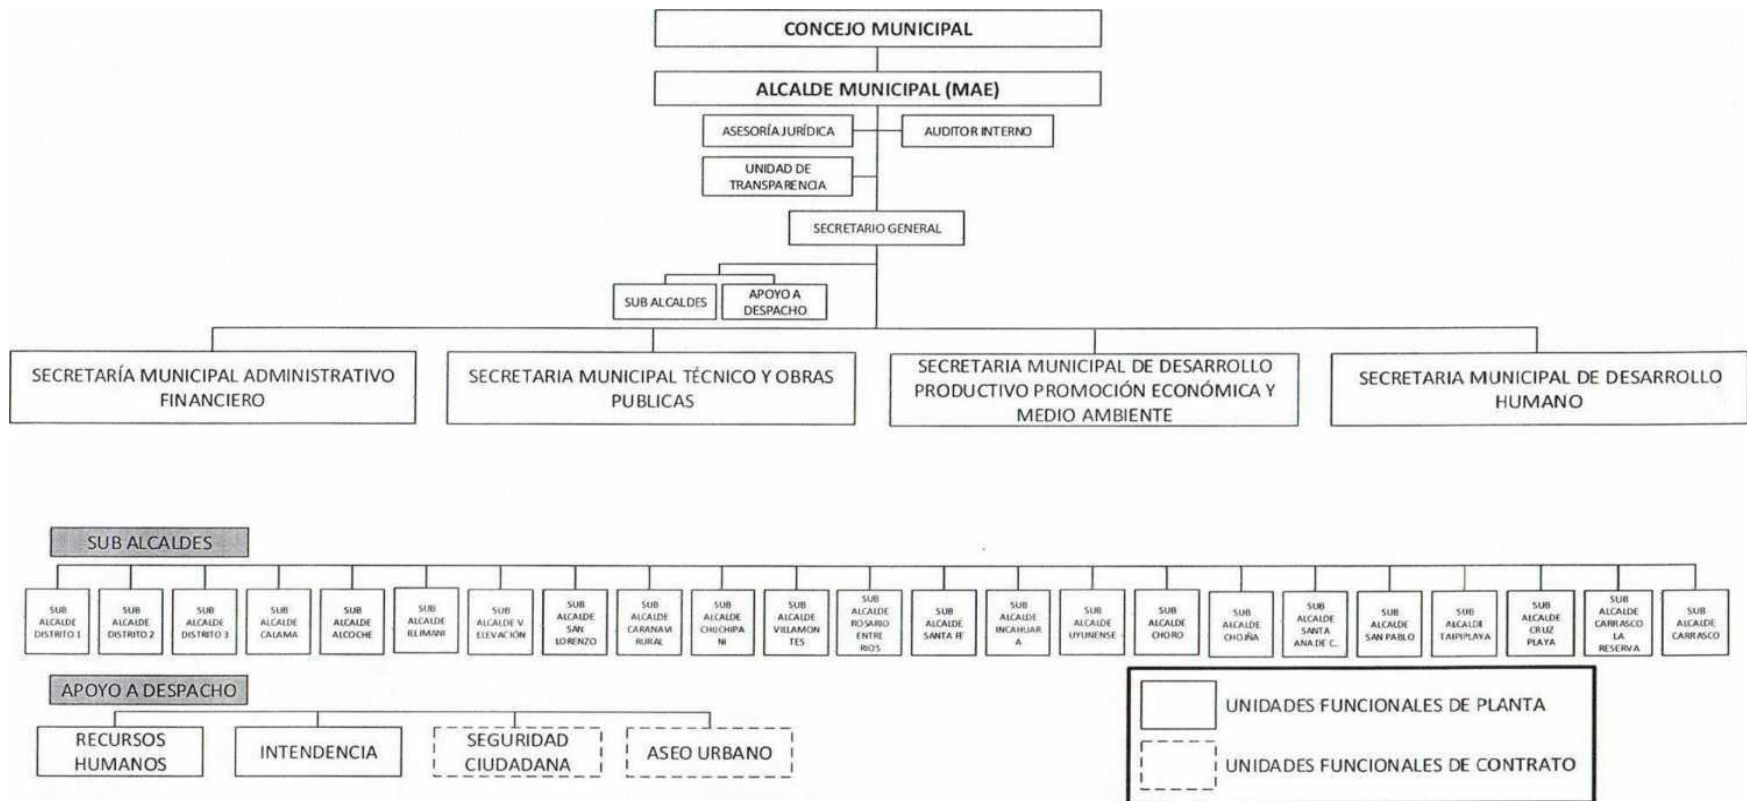 CONCEJO MUNICIPAL
ALCALDE MUNICIPAL (MAE)
ASESORÍA JURÍDICA
AUDITOR INTERNO
UNIDAD DE
TRANSPARENCIA
SECRETARIO GENERAL
SUB ALCALDES
APOYO A
DESPACHO
SECRETARÍA MUNICIPAL ADMINISTRATIVO
FINANCIERO
SECRETARIA MUNICIPAL TÉCNICO Y OBRAS
PUBLICAS
SECRETARIA MUNICIPAL DE DESARROLLO
PRODUCTIVO PROMOCIÓN ECONÓMICA Y
MEDIO AMBIENTE
SECRETARIA MUNICIPAL DE DESARROLLO
HUMANO
SUB ALCALDES
SUB
ALCALDE
DISTRITO 1
SUB
ALCALDE
DISTRITO 2
SUB
ALCALDE
DISTRITO 3
SUB
ALCALDE
CALAMA
SUB
ALCALDE
ALCOCHE
SUB
ALCALDE
ILLIMANI
SUB
ALCALDE V.
ELEVACIÓN
SUB
ALCALDE
SAN
LORENZO
SUB
ALCALDE
CARANAVI
RURAL
SUB
ALCALDE
CHUCHIPA
NI
SUB
ALCALDE
VILLAMON
TES
SUB
ALCALDE
ROSARIO
ENTRE
RIOS
SUB
ALCALDE
SANTA FE
SUB
ALCALDE
INCAHUAR
A
SUB
ALCALDE
UYUNENSE
SUB
ALCALDE
CHORO
SUB
ALCALDE
CHOJÑA
SUB
ALCALDE
SANTA
ANA DE C.
SUB
ALCALDE
SAN PABLO
SUB
ALCALDE
TAIPIPLAYA
SUB
ALCALDE
CRUZ
PLAYA
SUB
ALCALDE
CARRASCO
LA
RESERVA
SUB
ALCALDE
CARRASCO
APOYO A DESPACHO
RECURSOS
HUMANOS
INTENDENCIA
SEGURIDAD
CIUDADANA
ASEO URBANO
UNIDADES FUNCIONALES DE PLANTA
UNIDADES FUNCIONALES DE CONTRATO